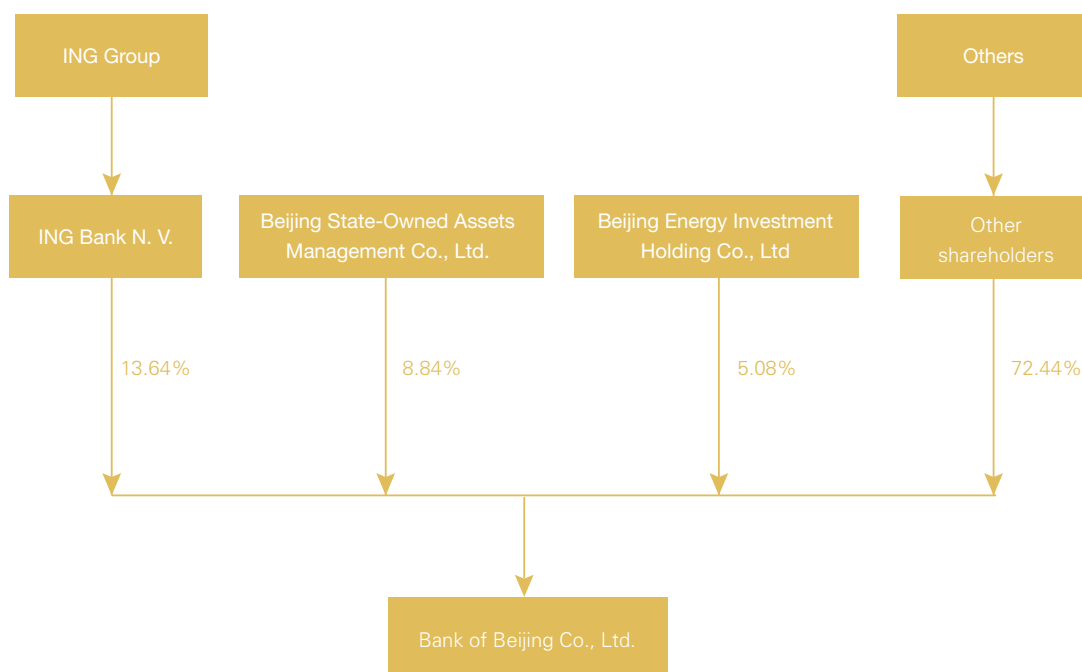 ING Group
Others
ING Bank N. V.
Beijing State-Owned Assets
Management Co., Ltd.
Beijing Energy Investment
Holding Co., Ltd
Other
shareholders
13.64%
8.84%
5.08%
72.44%
Bank of Beijing Co., Ltd.